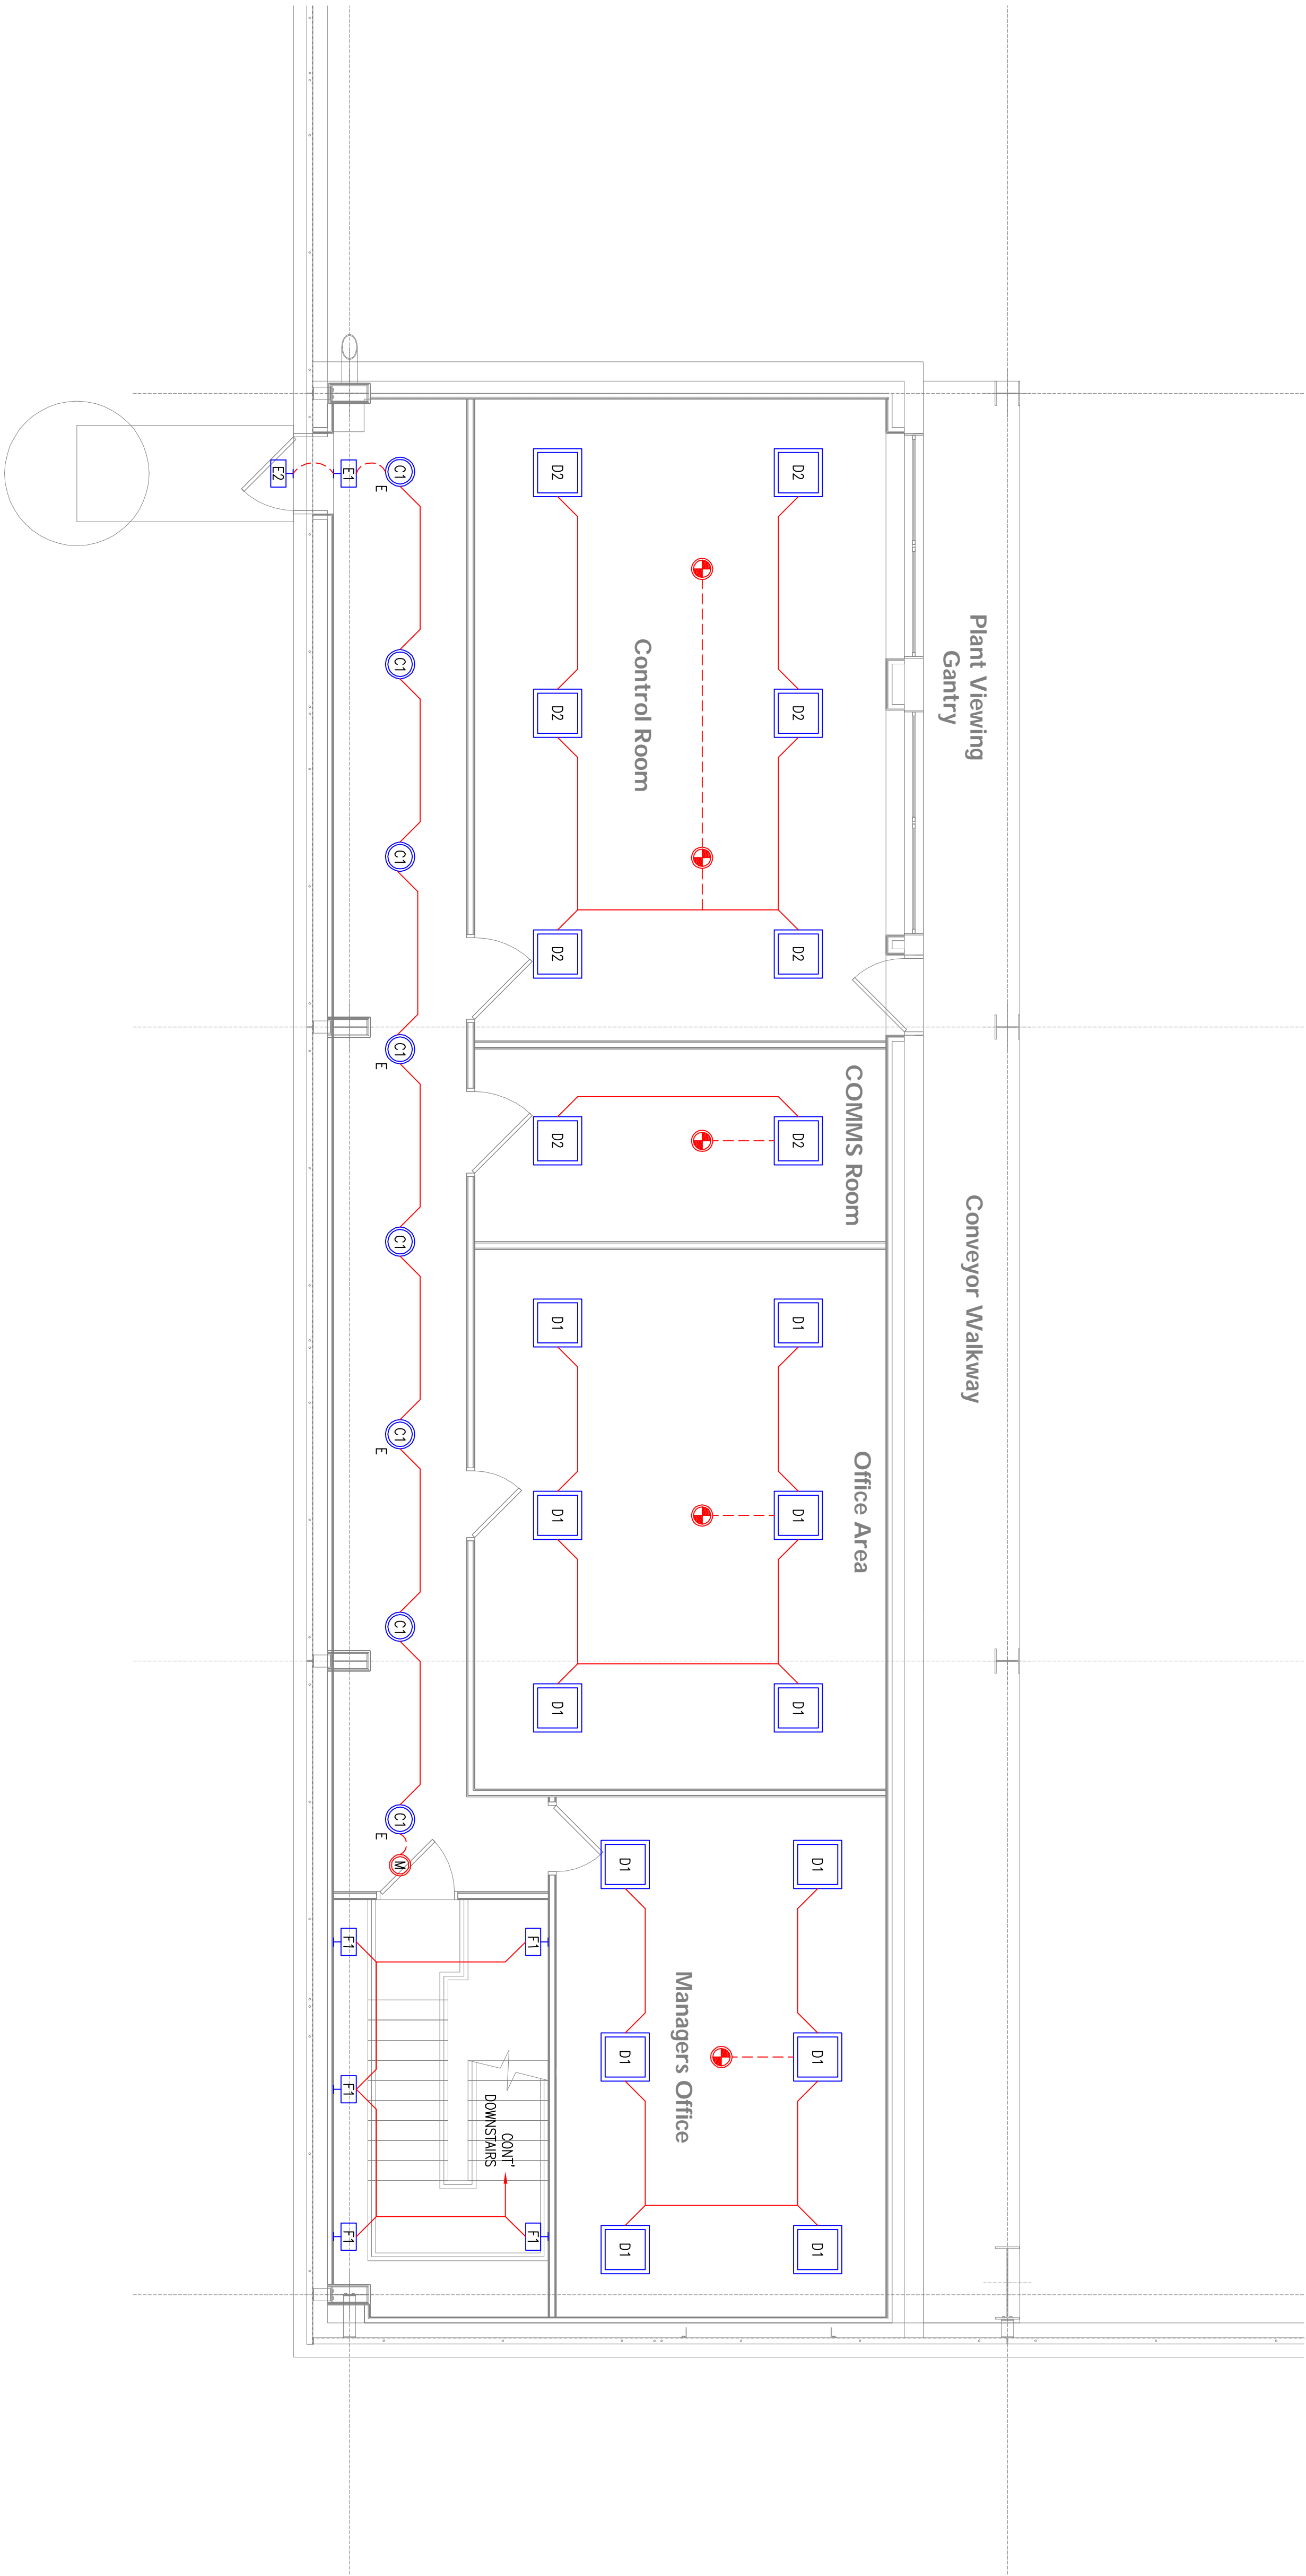 Plant Viewing
Gantry
Conveyor Walkway
D2
D2
D2
D2
D1
D1
D1
D1
D1
D1
COMMS Room
Office Area
Control Room
Managers Office
D2
D2
D2
D2
D1
D1
D1
D1
D1
D1
CONT'
DOWNSTAIRS
F1
F1
C1
C1
C1
C1
C1
C1
C1
C1
M
E
E
E
E
E1
F1
F1
F1
E2